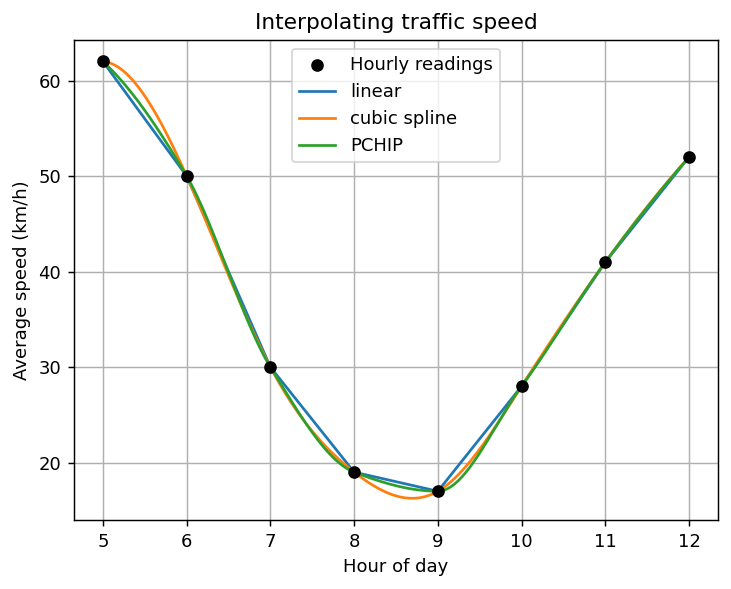 Interpolating traffic speed
Hourly readings
linear
cubic spline
PCHIP
60
50
40
30
20
Average speed (km/h)
5 6 7 8 9 10 11 12
Hour of day